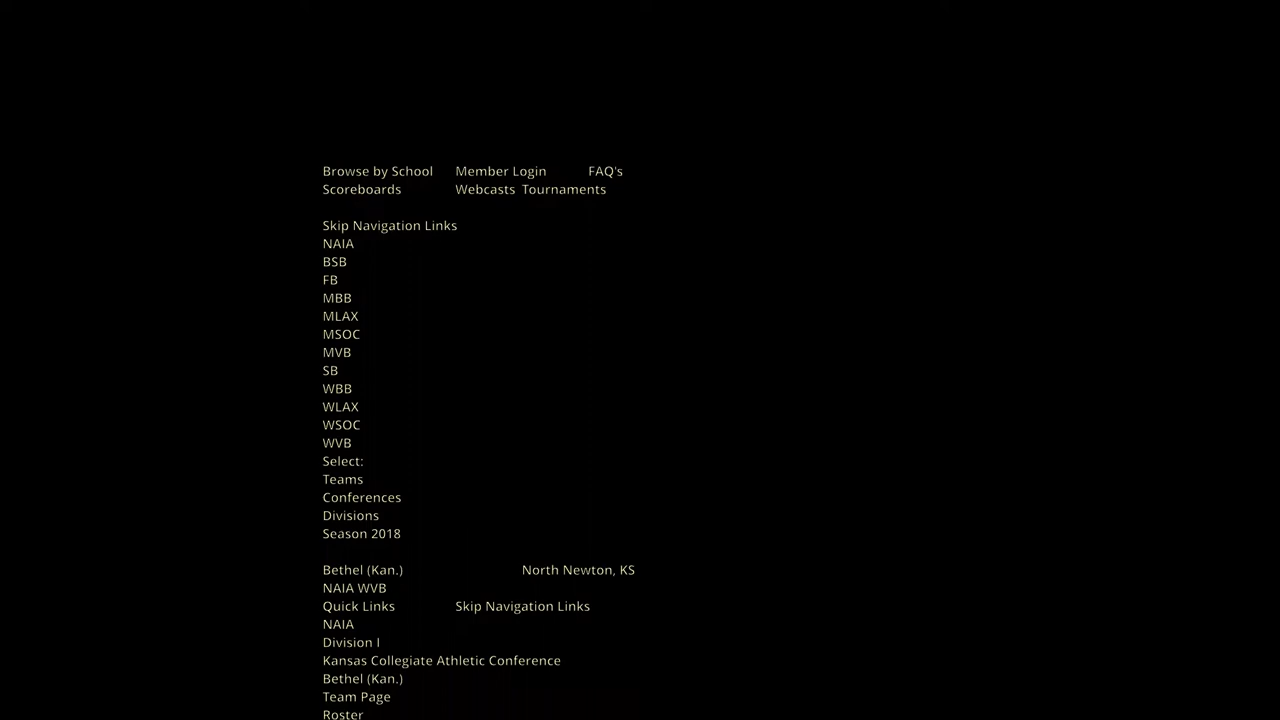 Browse by School Member Login FAQ's
Scoreboards Webcasts Tournaments
Skip Navigation Links
NAIA
BSB
FB
MBB
MLAX
MSOC
MVB
SB
WBB
WLAX
WSOC
WVB
Select:
Teams
Conferences
Divisions
Season 2018
Bethel (Kan.) North Newton, KS
NAIA WVB
Quick Links Skip Navigation Links
NAIA
Division I
Kansas Collegiate Athletic Conference
Bethel (Kan.)
Team Page
Roster